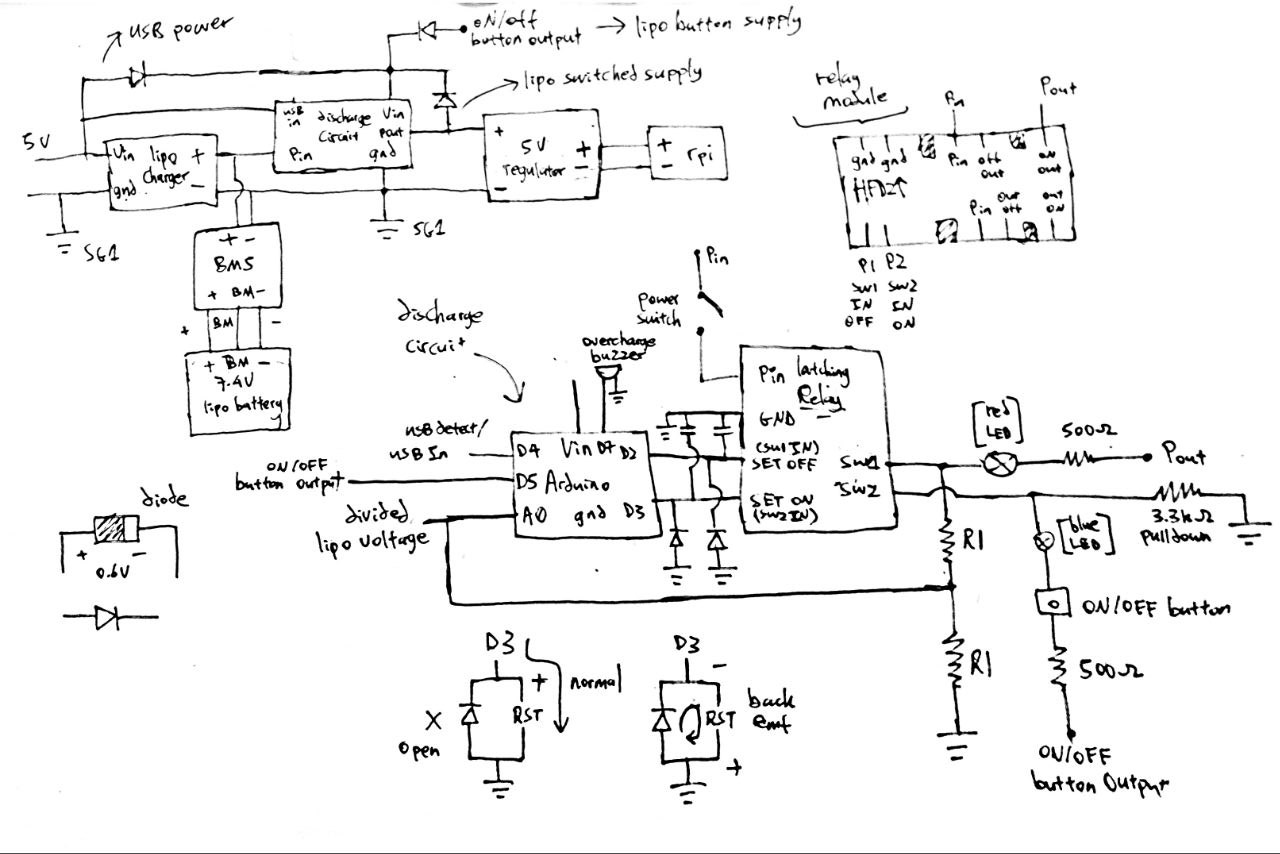 USB power
ON/off
button output → lipo button supply
lipo switched supply
5V
Vin lipo +
charger
gnd −
SG1
USB
in discharge Vin
circuit Pout
Pin gnd
SG1
+ 5V +
regulator −
−
+ rpi
−
+ −
BMS
+ BM −
+ BM −
+ BM −
7.4V
lipo battery
relay
module
Pin
Pout
gnd gnd Pin off
out on
out
HFD2
Pin out
off out
ON
P1 P2
SW1 SW2
IN IN
OFF ON
discharge
circuit
overcharge
buzzer
USB detect/
USB In
ON/OFF
button output
divided
lipo voltage
D4 Vin D7 D2
D5 Arduino
A0 gnd D3
Pin
power
switch
Pin latching
Relay
GND
(SW1 IN)
SET OFF SW1
SW2
SET ON
(SW2 IN)
[red
LED]
500Ω
Pout
3.3kΩ
pulldown
[blue
LED]
R1
R1
ON/OFF button
500Ω
ON/OFF
button Output
diode
+ −
0.6V
D3
+ normal
RST
X
open
D3
−
RST back
emf
+